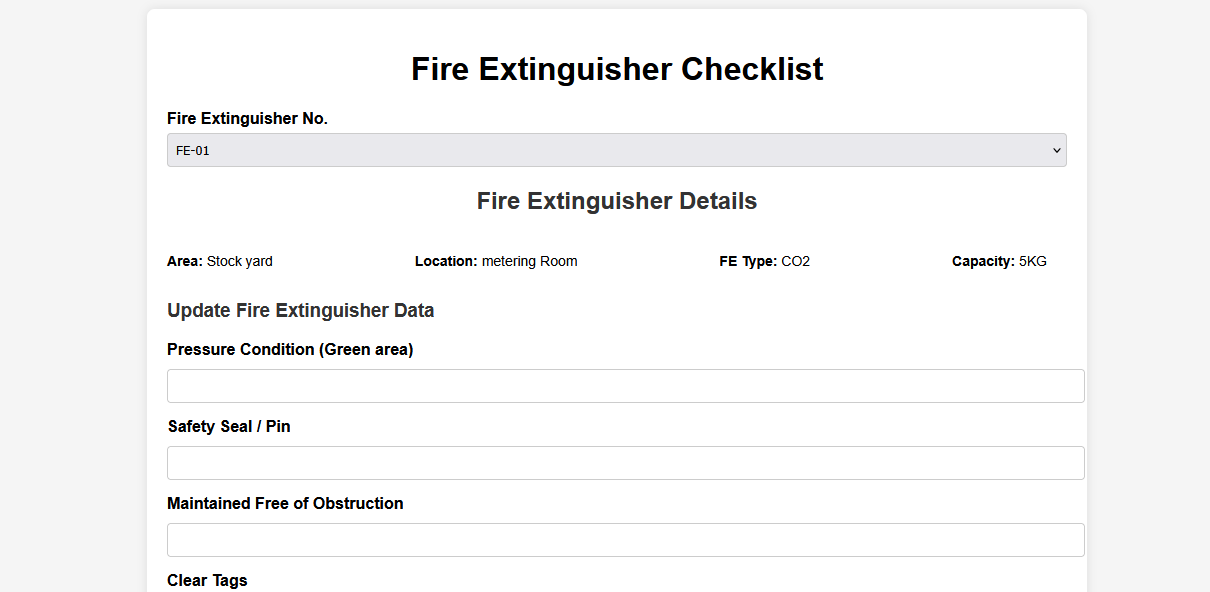 Fire Extinguisher Checklist
Fire Extinguisher No.
FE-01
Fire Extinguisher Details
Area: Stock yard Location: metering Room FE Type: CO2 Capacity: 5KG
Update Fire Extinguisher Data
Pressure Condition (Green area)
Safety Seal / Pin
Maintained Free of Obstruction
Clear Tags